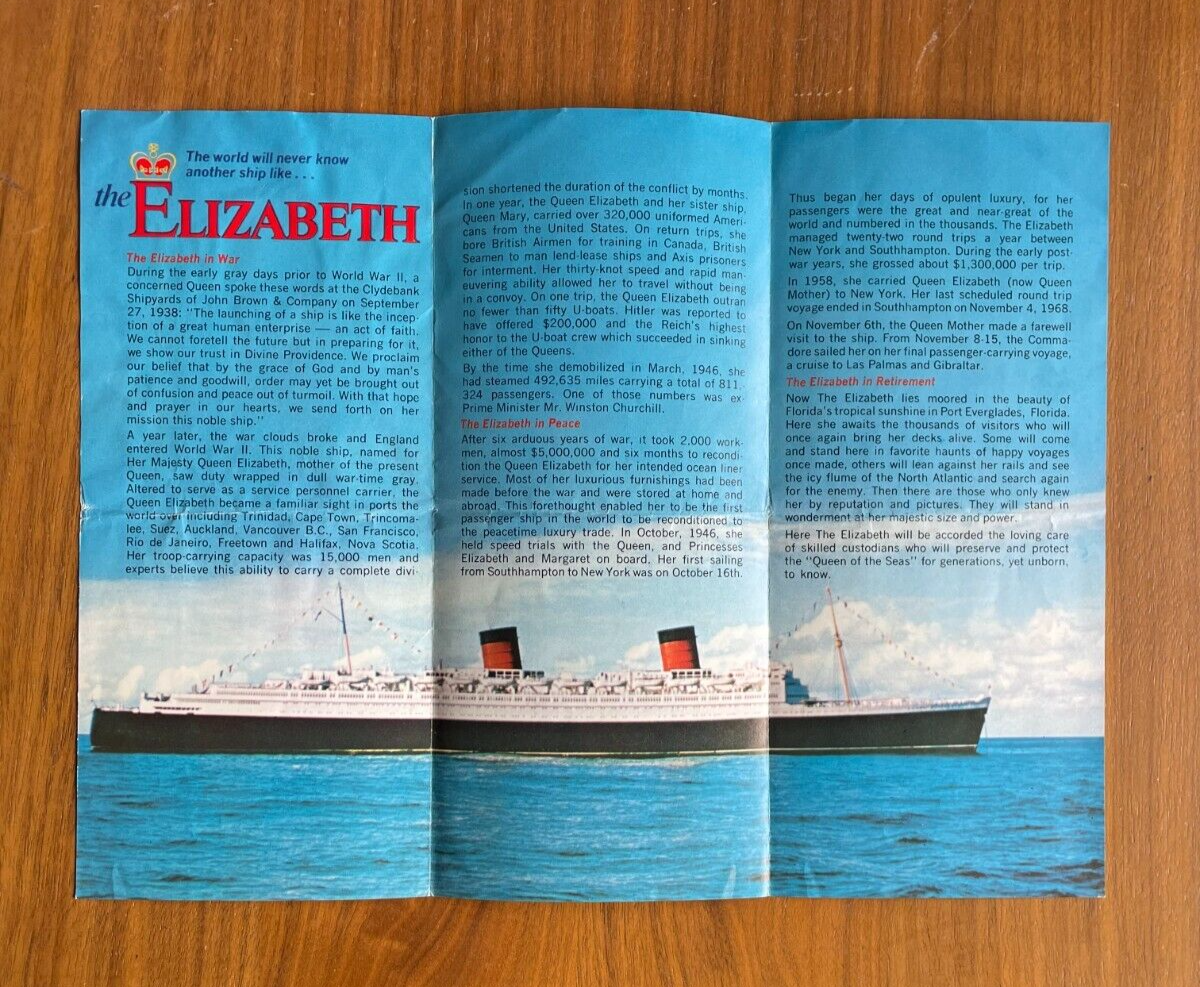 The world will never know
another ship like...
the ELIZABETH
The Elizabeth in War
During the early gray days prior to World War II, a
concerned Queen spoke these words at the Clydebank
Shipyards of John Brown & Company on September
27, 1938: "The launching of a ship is like the incep-
tion of a great human enterprise — an act of faith.
We cannot foretell the future but in preparing for it,
we show our trust in Divine Providence. We proclaim
our belief that by the grace of God and by man's
patience and goodwill, order may yet be brought out
of confusion and peace out of turmoil. With that hope
and prayer in our hearts, we send forth on her
mission this noble ship."
A year later, the war clouds broke and England
entered World War II. This noble ship, named for
Her Majesty Queen Elizabeth, mother of the present
Queen, saw duty wrapped in dull war-time gray.
Altered to serve as a service personnel carrier, the
Queen Elizabeth became a familiar sight in ports the
world over including Trinidad, Cape Town, Trincoma-
lee, Suez, Auckland, Vancouver B.C., San Francisco,
Rio de Janeiro, Freetown and Halifax, Nova Scotia.
Her troop-carrying capacity was 15,000 men and
experts believe this ability to carry a complete divi-
sion shortened the duration of the conflict by months.
In one year, the Queen Elizabeth and her sister ship,
Queen Mary, carried over 320,000 uniformed Ameri-
cans from the United States. On return trips, she
bore British Airmen for training in Canada, British
Seamen to man lend-lease ships and Axis prisoners
for interment. Her thirty-knot speed and rapid man-
euvering ability allowed her to travel without being
in a convoy. On one trip, the Queen Elizabeth outran
no fewer than fifty U-boats. Hitler was reported to
have offered $200,000 and the Reich's highest
honor to the U-boat crew which succeeded in sinking
either of the Queens.
By the time she demobilized in March, 1946, she
had steamed 492,635 miles carrying a total of 811,-
324 passengers. One of those numbers was ex-
Prime Minister Mr. Winston Churchill.
The Elizabeth in Peace
After six arduous years of war, it took 2,000 work-
men, almost $5,000,000 and six months to recondi-
tion the Queen Elizabeth for her intended ocean liner
service. Most of her luxurious furnishings had been
made before the war and were stored at home and
abroad. This forethought enabled her to be the first
passenger ship in the world to be reconditioned to
the peacetime luxury trade. In October, 1946, she
held speed trials with the Queen, and Princesses
Elizabeth and Margaret on board. Her first sailing
from Southhampton to New York was on October 16th.
Thus began her days of opulent luxury, for her
passengers were the great and near-great of the
world and numbered in the thousands. The Elizabeth
managed twenty-two round trips a year between
New York and Southhampton. During the early post-
war years, she grossed about $1,300,000 per trip.
In 1958, she carried Queen Elizabeth (now Queen
Mother) to New York. Her last scheduled round trip
voyage ended in Southhampton on November 4, 1968.
On November 6th, the Queen Mother made a farewell
visit to the ship. From November 8-15, the Comma-
dore sailed her on her final passenger-carrying voyage,
a cruise to Las Palmas and Gibraltar.
The Elizabeth in Retirement
Now The Elizabeth lies moored in the beauty of
Florida's tropical sunshine in Port Everglades, Florida.
Here she awaits the thousands of visitors who will
once again bring her decks alive. Some will come
and stand here in favorite haunts of happy voyages
once made, others will lean against her rails and see
the icy flume of the North Atlantic and search again
for the enemy. Then there are those who only knew
her by reputation and pictures. They will stand in
wonderment at her majestic size and power.
Here The Elizabeth will be accorded the loving care
of skilled custodians who will preserve and protect
the "Queen of the Seas" for generations, yet unborn,
to know.